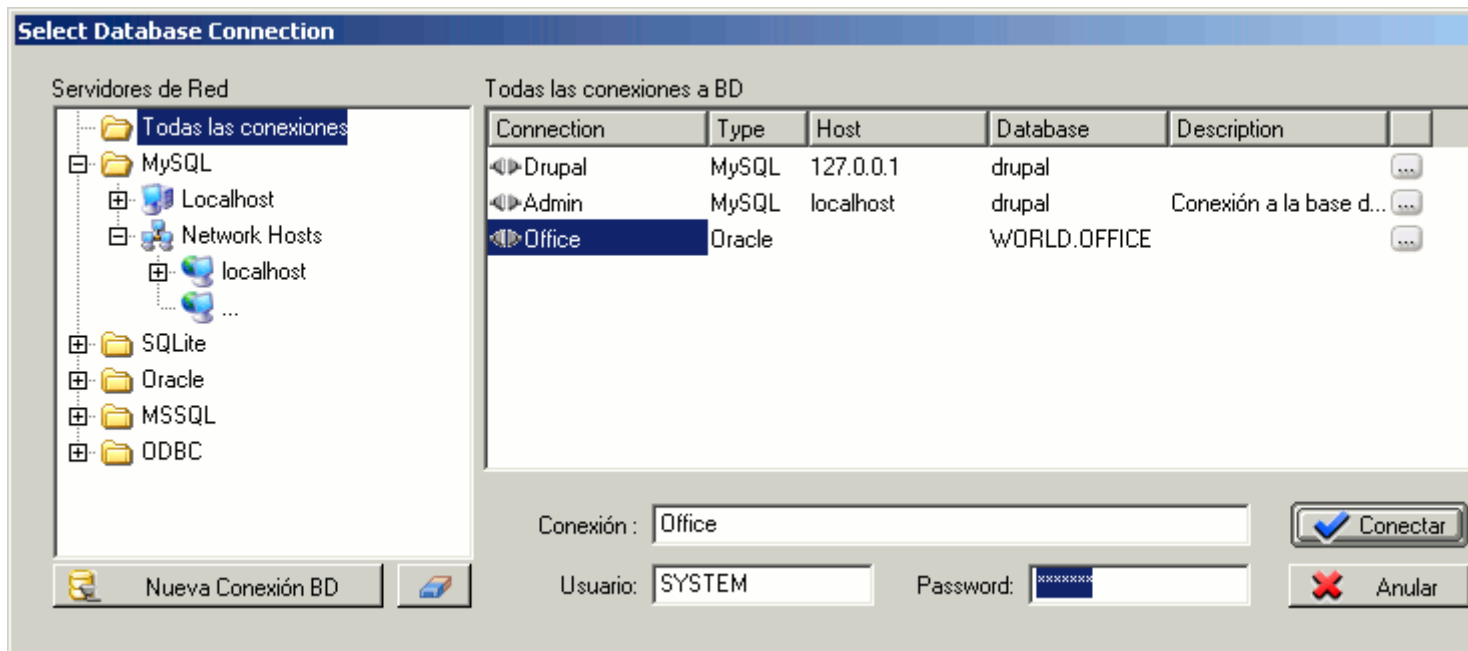 Select Database Connection
Servidores de Red
Todas las conexiones
MySQL
Localhost
Network Hosts
localhost
...
SQLite
Oracle
MSSQL
ODBC
Nueva Conexión BD
Todas las conexiones a BD
Connection Type Host Database Description
Drupal MySQL 127.0.0.1 drupal ...
Admin MySQL localhost drupal Conexión a la base d... ...
Office Oracle WORLD.OFFICE ...
Conexión : Office
Conectar
Usuario: SYSTEM Password: *******
Anular